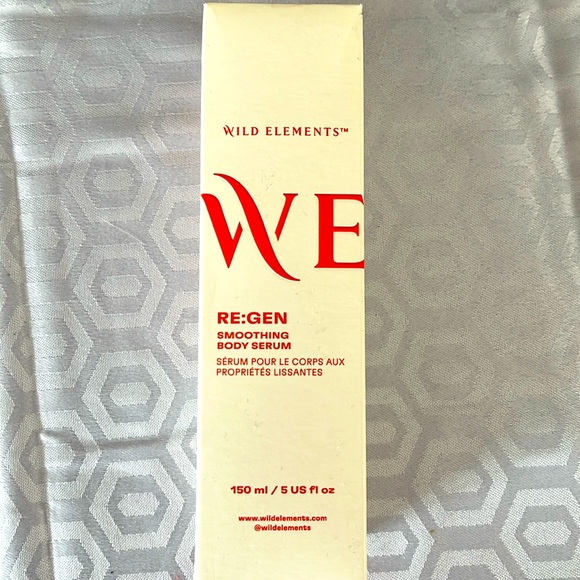 WILD ELEMENTS™
WE
RE:GEN
SMOOTHING
BODY SERUM
SÉRUM POUR LE CORPS AUX
PROPRIÉTÉS LISSANTES
150 ml / 5 US fl oz
www.wildelements.com
@wildelements